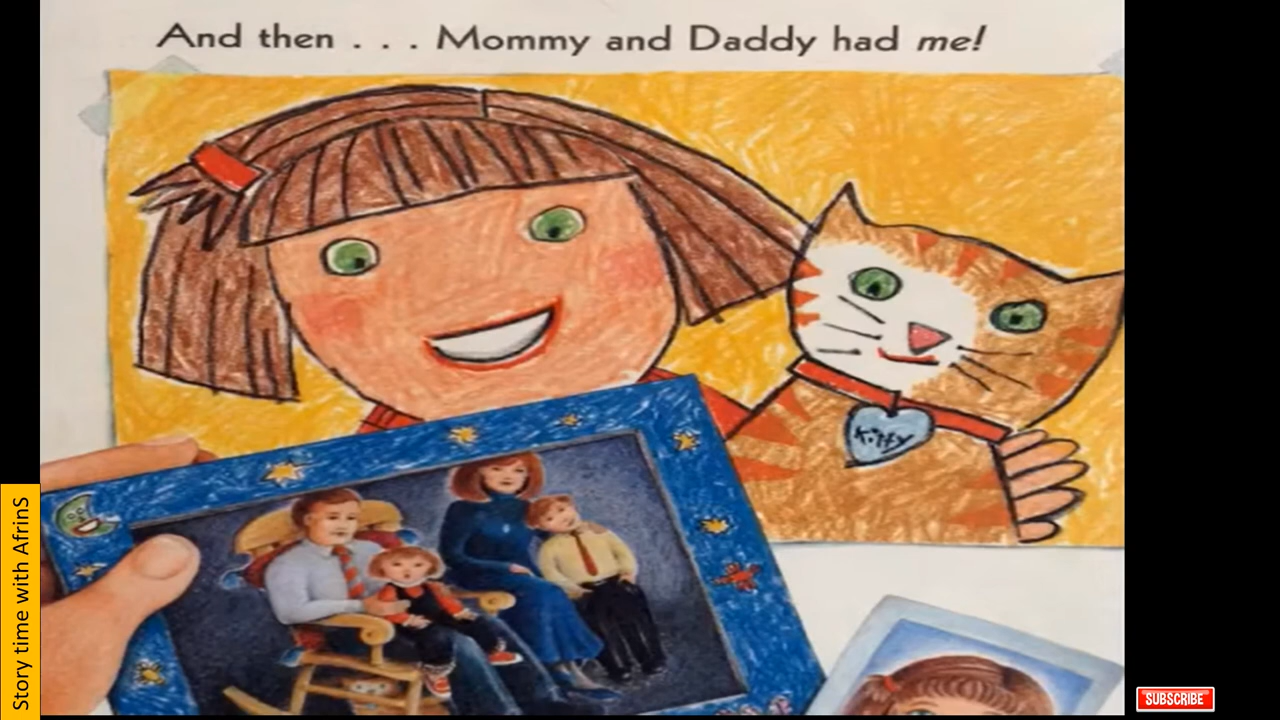 And then . . . Mommy and Daddy had me!
Kitty
Story time with AfrinS
SUBSCRIBE